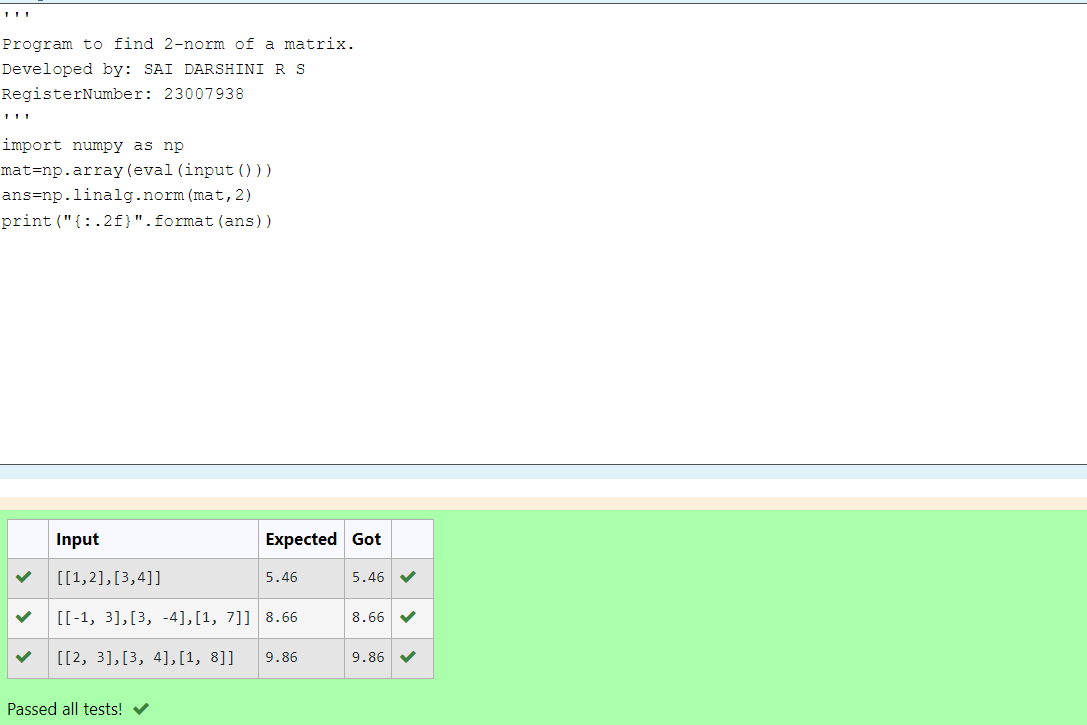 '''
Program to find 2-norm of a matrix.
Developed by: SAI DARSHINI R S
RegisterNumber: 23007938
'''
import numpy as np
mat=np.array(eval(input()))
ans=np.linalg.norm(mat,2)
print("{:.2f}".format(ans))
Input Expected Got
[[1,2],[3,4]] 5.46 5.46
[[-1, 3],[3, -4],[1, 7]] 8.66 8.66
[[2, 3],[3, 4],[1, 8]] 9.86 9.86
Passed all tests!